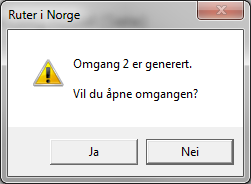 Ruter i Norge
Omgang 2 er generert.
Vil du åpne omgangen?
Ja
Nei